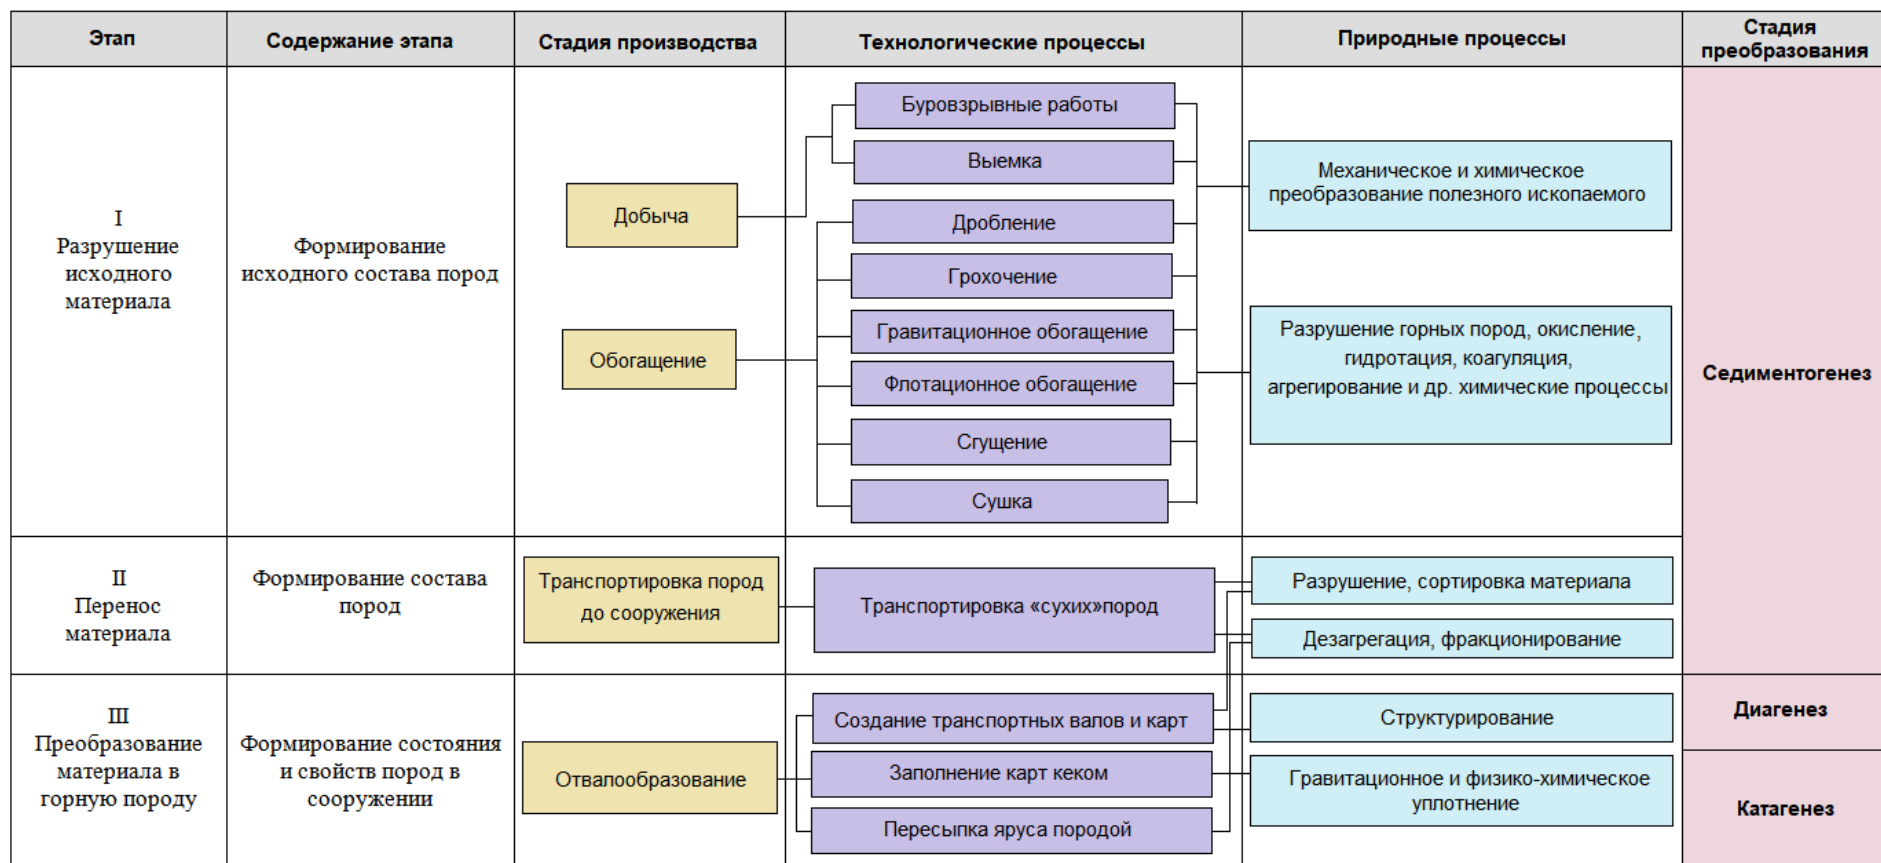 Этап
Содержание этапа
Стадия производства
Технологические процессы
Природные процессы
Стадия
преобразования
I
Разрушение
исходного
материала
Формирование
исходного состава пород
Добыча
Обогащение
Буровзрывные работы
Выемка
Дробление
Грохочение
Гравитационное обогащение
Флотационное обогащение
Сгущение
Сушка
Механическое и химическое
преобразование полезного ископаемого
Разрушение горных пород, окисление,
гидротация, коагуляция,
агрегирование и др. химические процессы
Седиментогенез
II
Перенос
материала
Формирование состава
пород
Транспортировка пород
до сооружения
Транспортировка «сухих»пород
Разрушение, сортировка материала
Дезагрегация, фракционирование
III
Преобразование
материала в
горную породу
Формирование состояния
и свойств пород в
сооружении
Отвалообразование
Создание транспортных валов и карт
Заполнение карт кеком
Пересыпка яруса породой
Структурирование
Гравитационное и физико-химическое
уплотнение
Диагенез
Катагенез